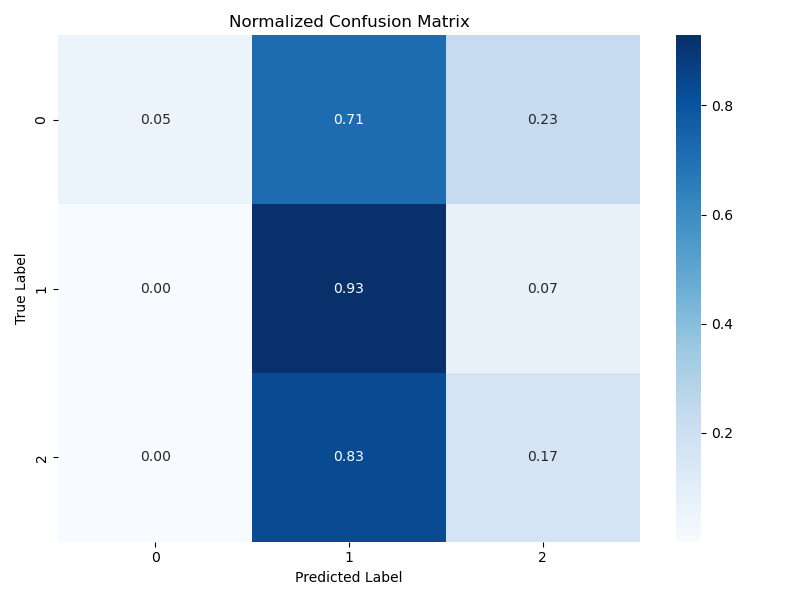 Normalized Confusion Matrix
0.05 0.71 0.23
0.00 0.93 0.07
0.00 0.83 0.17
0
1
2
True Label
0 1 2
Predicted Label
0.8
0.6
0.4
0.2